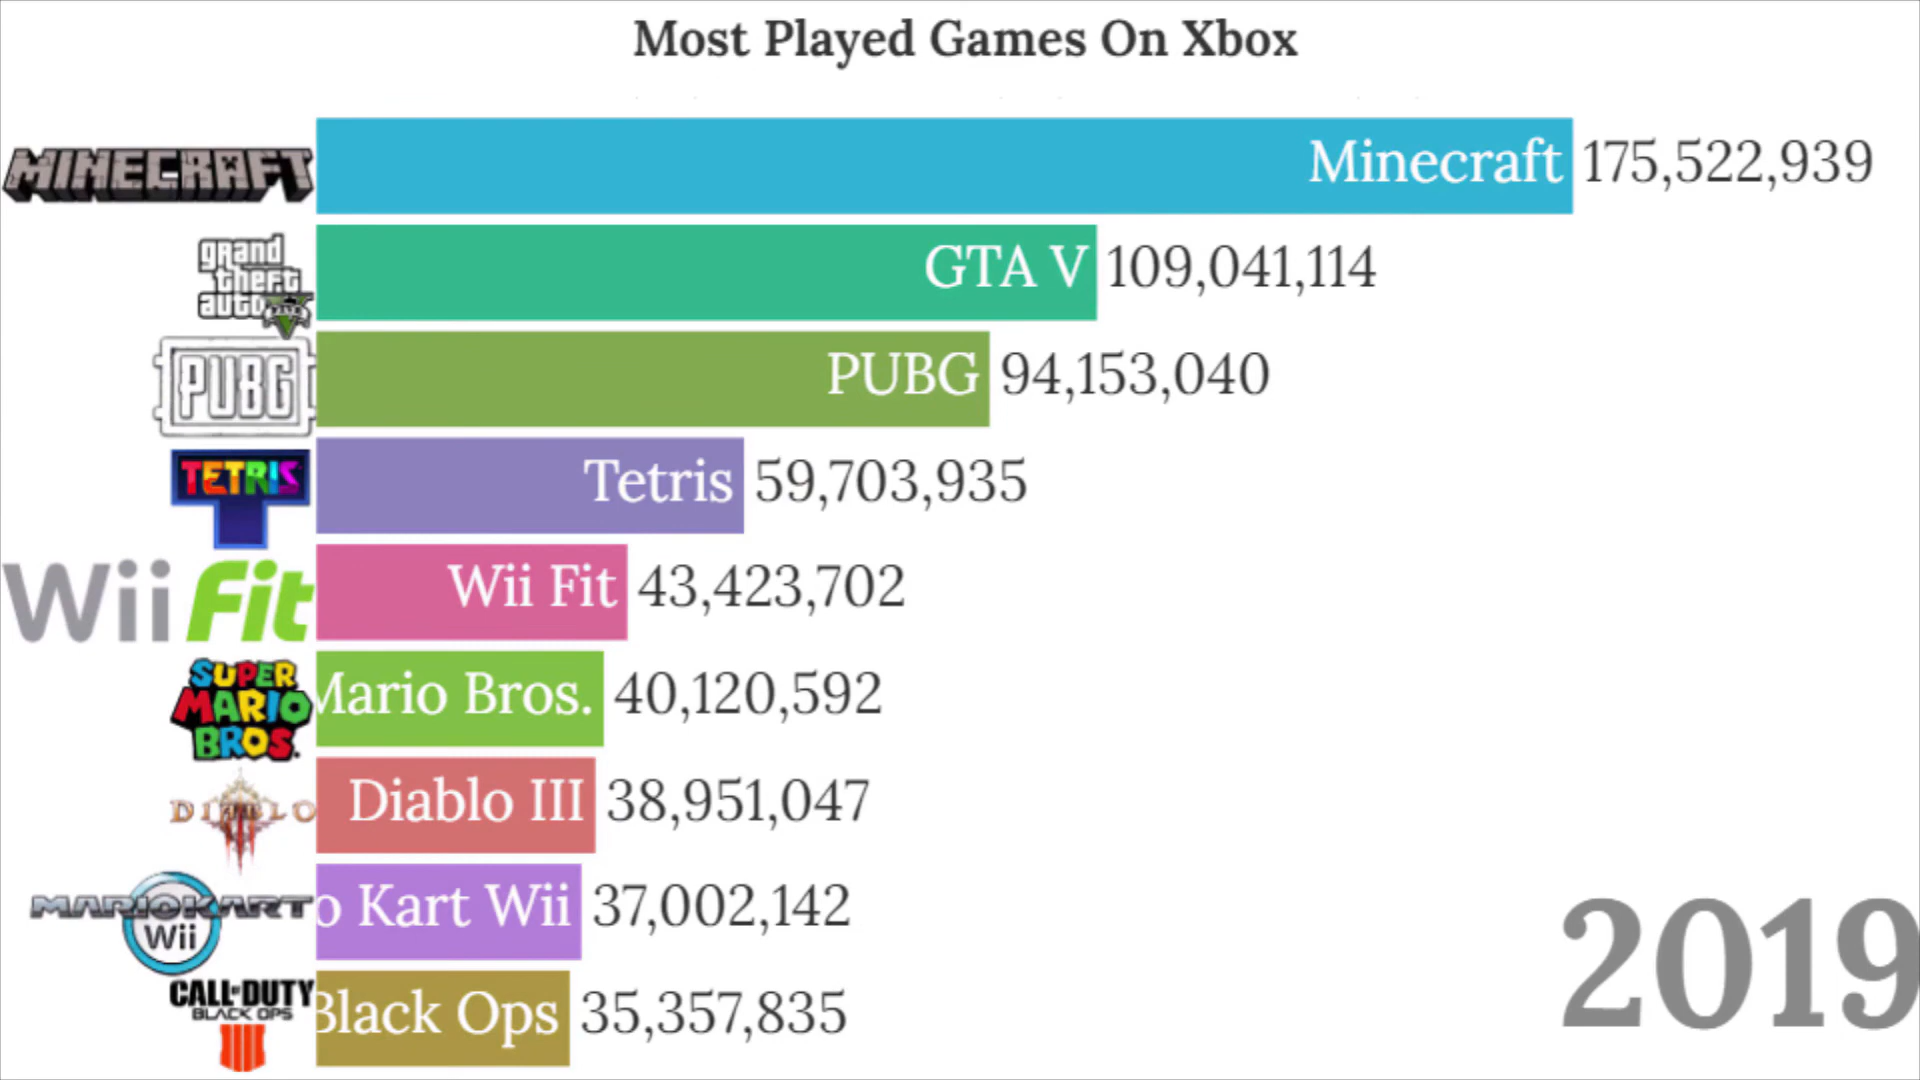 Most Played Games On Xbox
MINECRAFT Minecraft 175,522,939
grand
theft
auto V
GTA V 109,041,114
PUBG PUBG 94,153,040
TETRIS Tetris 59,703,935
Wii Fit Wii Fit 43,423,702
SUPER
MARIO
BROS.
Mario Bros. 40,120,592
DIABLO III Diablo III 38,951,047
MARIOKART
Wii
o Kart Wii 37,002,142
CALL OF DUTY
BLACK OPS
IIII
Black Ops 35,357,835
2019